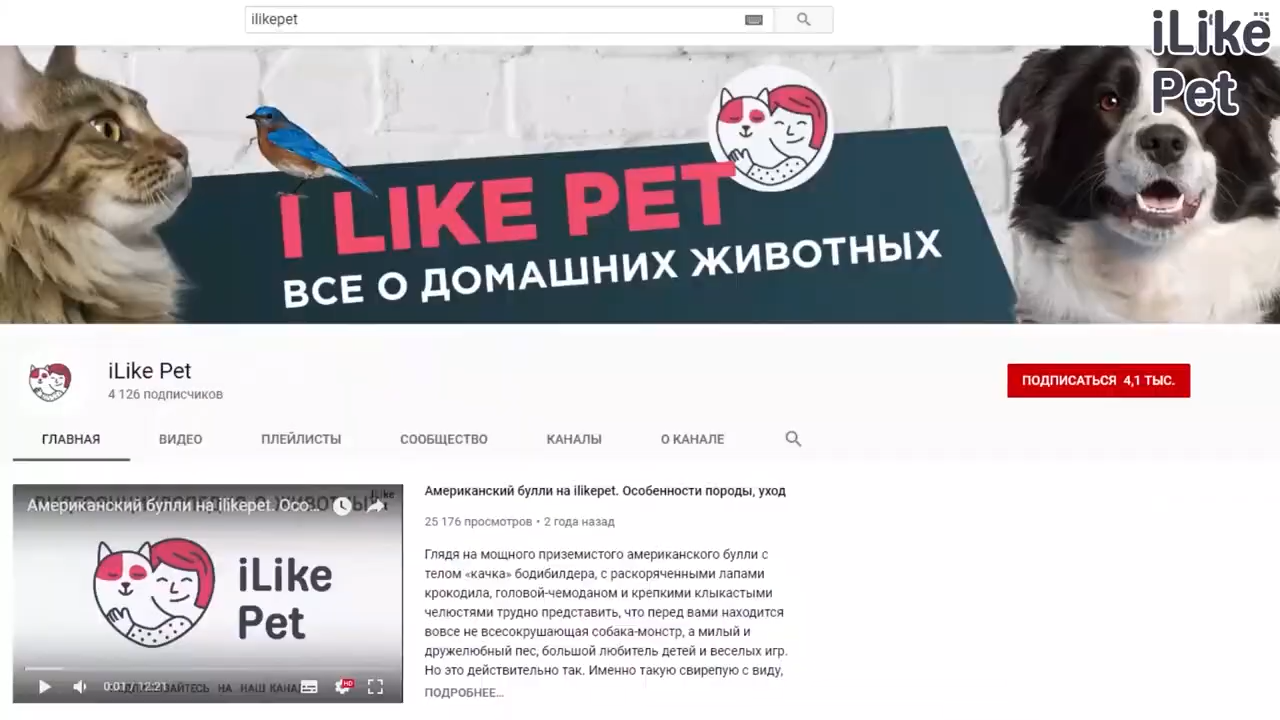 ilikepet
iLike
Pet
I LIKE PET
ВСЕ О ДОМАШНИХ ЖИВОТНЫХ
iLike Pet
4 126 подписчиков
ПОДПИСАТЬСЯ 4,1 ТЫС.
ГЛАВНАЯ ВИДЕО ПЛЕЙЛИСТЫ СООБЩЕСТВО КАНАЛЫ О КАНАЛЕ
Американский булли на ilikepet. Осо...
iLike
Pet
0:01 / 12:21
HD
Американский булли на ilikepet. Особенности породы, уход
25 176 просмотров • 2 года назад
Глядя на мощного приземистого американского булли с
телом «качка» бодибилдера, с раскоряченными лапами
крокодила, головой-чемоданом и крепкими клыкастыми
челюстями трудно представить, что перед вами находится
вовсе не всесокрушающая собака-монстр, а милый и
дружелюбный пес, большой любитель детей и веселых игр.
Но это действительно так. Именно такую свирепую с виду,
ПОДРОБНЕЕ...